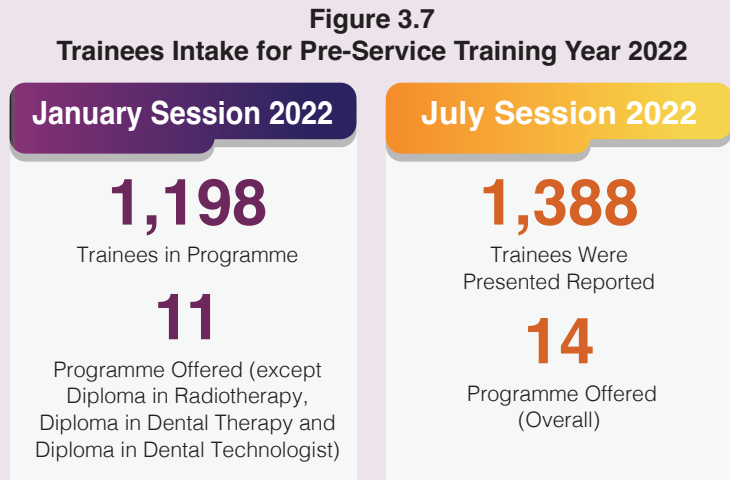 Figure 3.7
Trainees Intake for Pre-Service Training Year 2022
January Session 2022
1,198
Trainees in Programme
11
Programme Offered (except
Diploma in Radiotherapy,
Diploma in Dental Therapy and
Diploma in Dental Technologist)
July Session 2022
1,388
Trainees Were
Presented Reported
14
Programme Offered
(Overall)